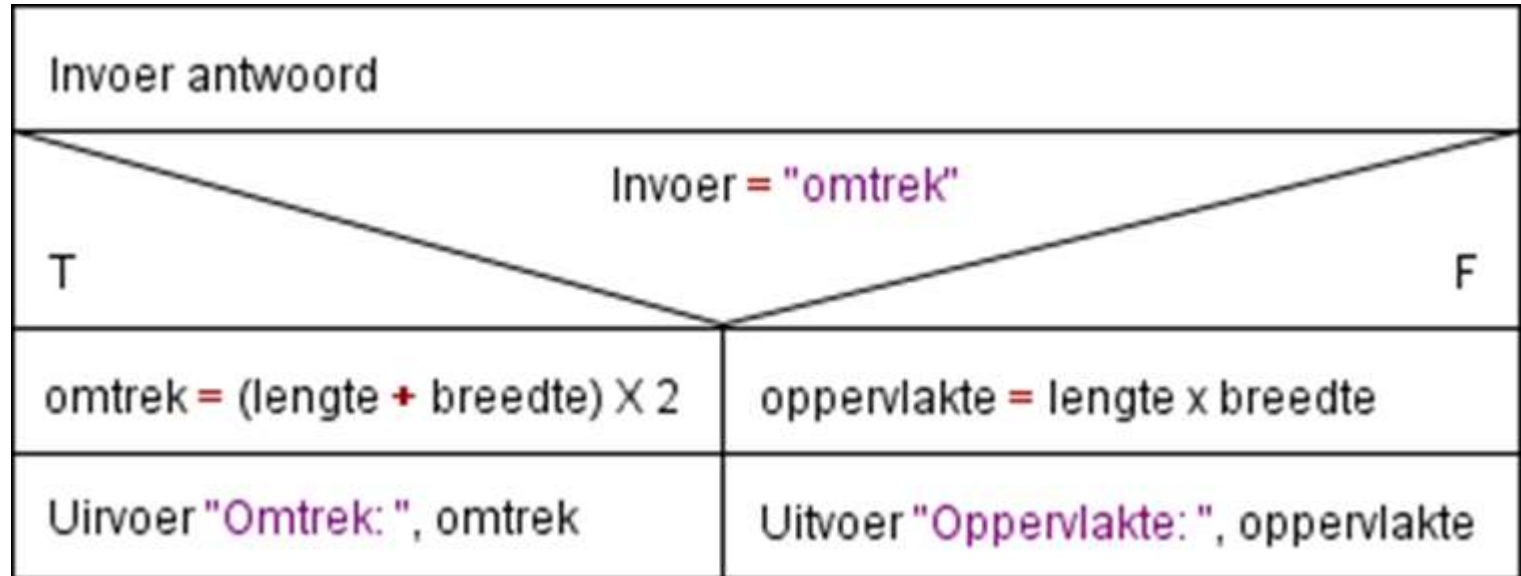 Invoer antwoord
Invoer = "omtrek"
T
F
omtrek = (lengte + breedte) X 2
oppervlakte = lengte x breedte
Uirvoer "Omtrek: ", omtrek
Uitvoer "Oppervlakte: ", oppervlakte